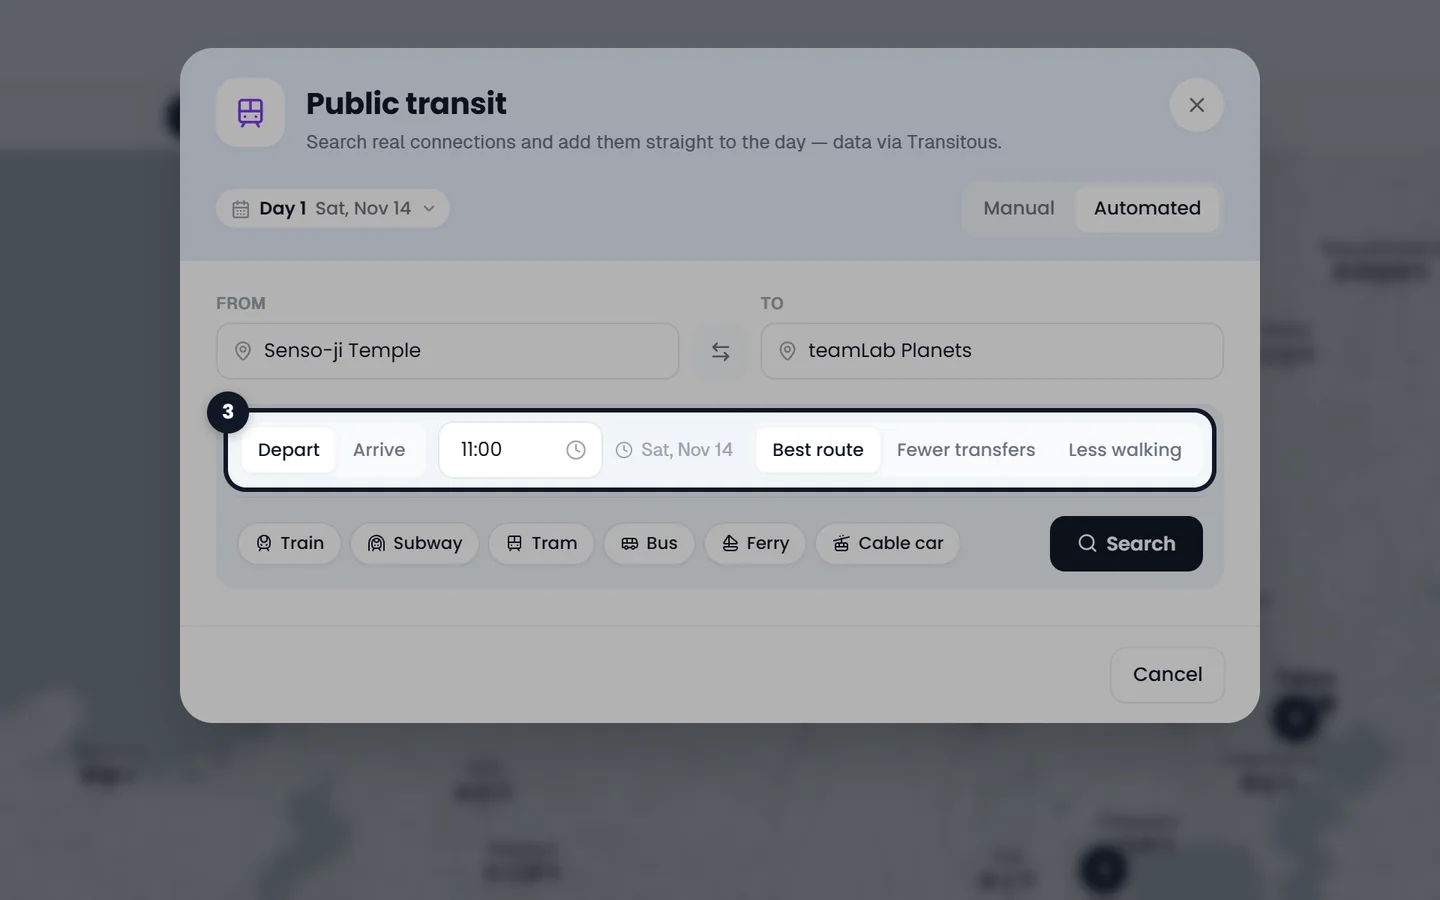 Public transit
Search real connections and add them straight to the day — data via Transitous.
Day 1 Sat, Nov 14
Manual Automated
FROM
TO
Senso-ji Temple
teamLab Planets
3
Depart Arrive 11:00 Sat, Nov 14 Best route Fewer transfers Less walking
Train Subway Tram Bus Ferry Cable car Search
Cancel